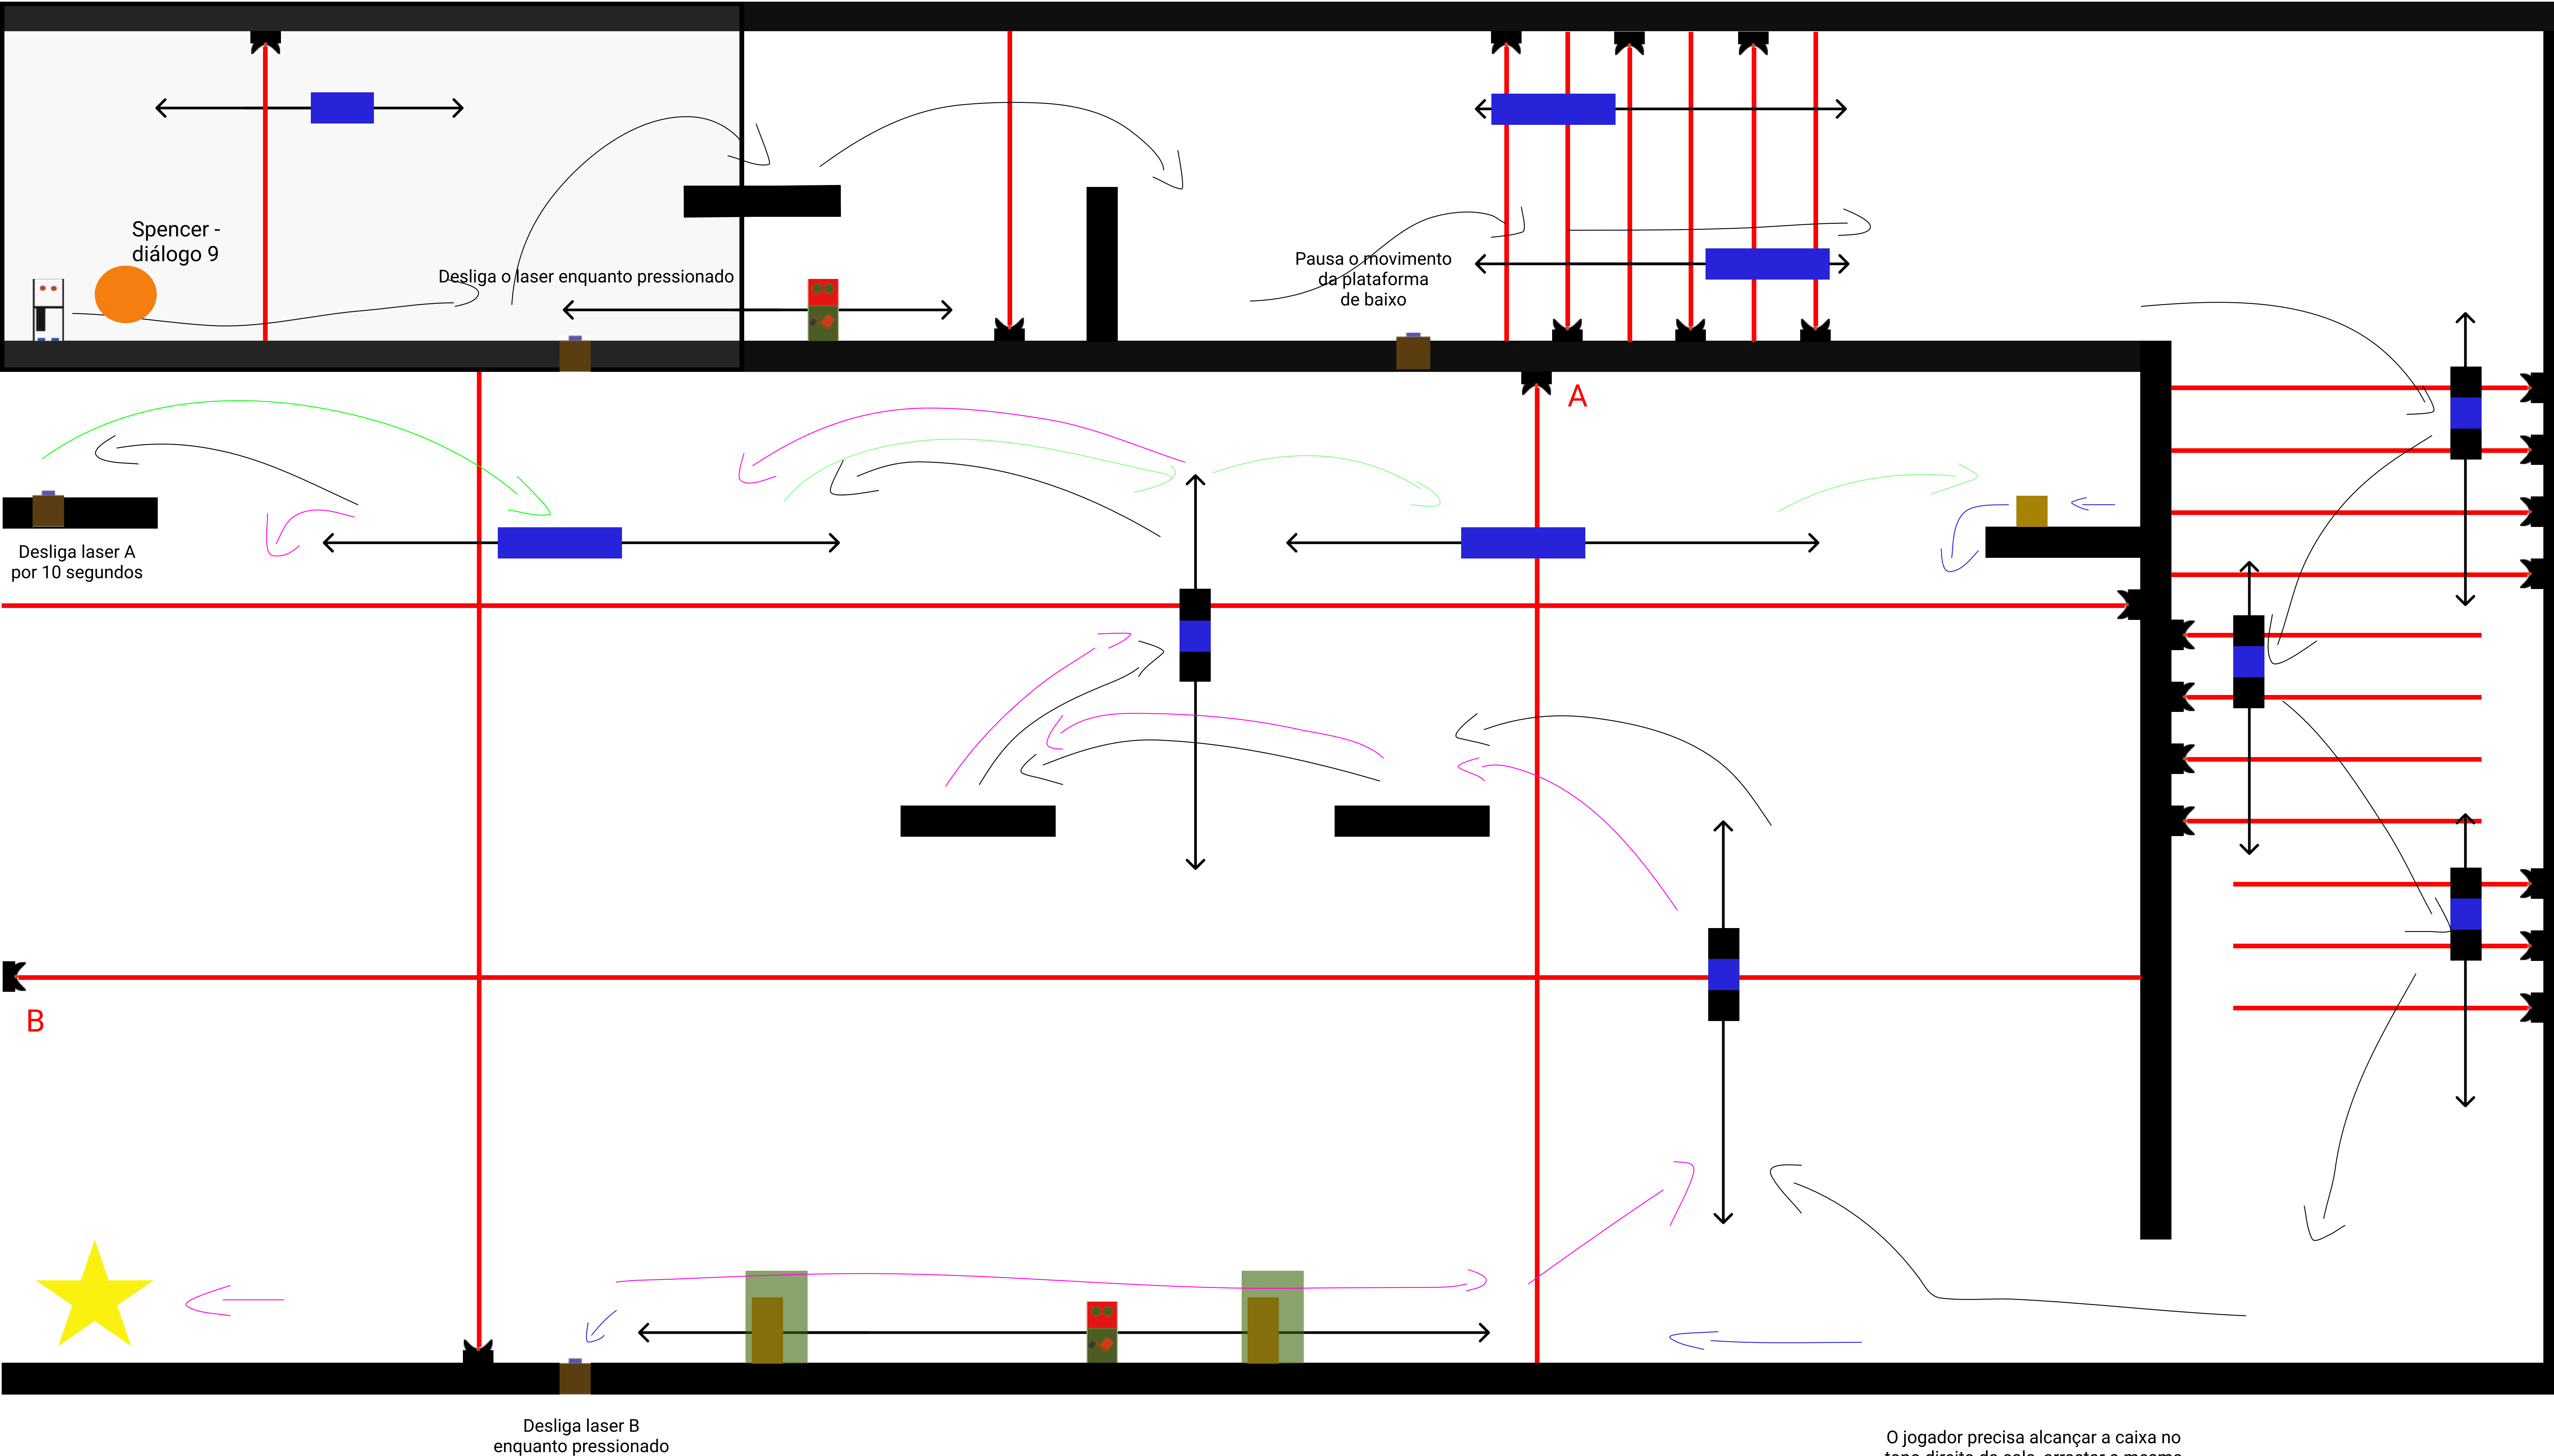 Spencer -
diálogo 9
Desliga o laser enquanto pressionado
Pausa o movimento
da plataforma
de baixo
A
Desliga laser A
por 10 segundos
B
Desliga laser B
enquanto pressionado
O jogador precisa alcançar a caixa no